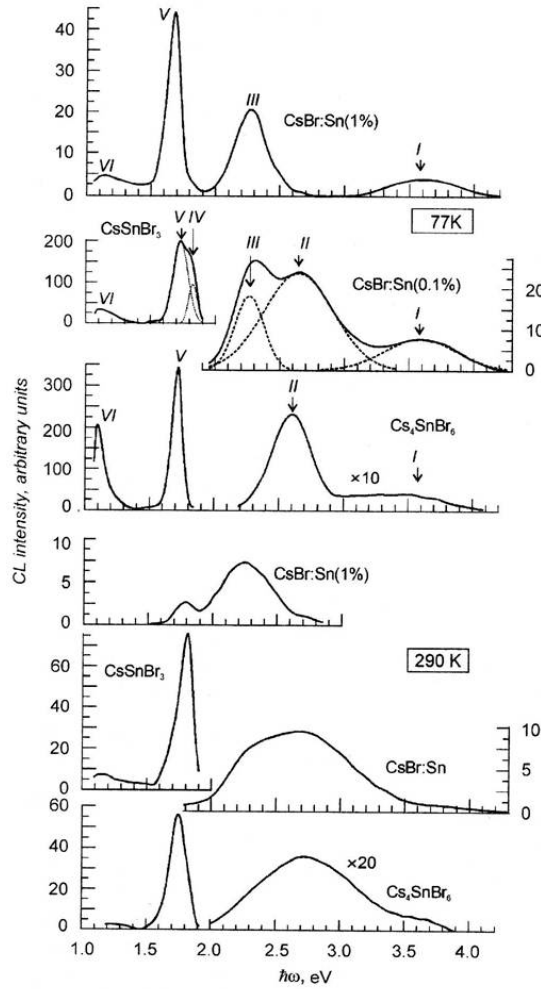 V
40
III
30
CsBr:Sn(1%)
20
I
10
VI
0
V IV
CsSnBr3
III
II
77K
200
CsBr:Sn(0.1%)
20
100
I
VI
10
0
0
V
VI
300
II
Cs4SnBr6
200
I
×10
100
0
10
CsBr:Sn(1%)
5
0
CsSnBr3
290 K
60
40
10
CsBr:Sn
20
5
0
0
60
×20
40
Cs4SnBr6
20
0
1.0 1.5 2.0 2.5 3.0 3.5 4.0
ℏω, eV
CL intensity, arbitrary units